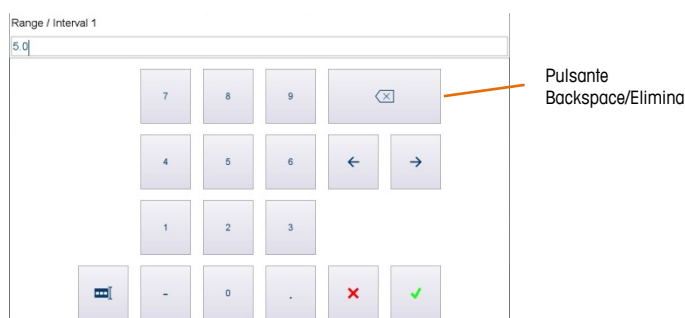 Range / Interval 1
5.0
7 8 9
Pulsante
Backspace/Elimina
4 5 6
1 2 3
- 0 .